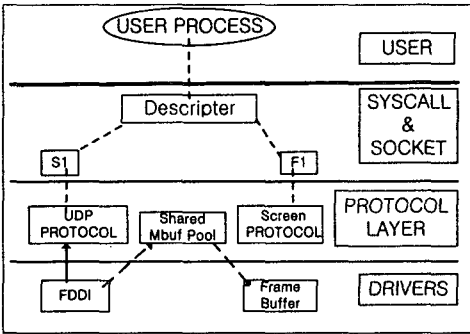 USER PROCESS
USER
Descripter
SYSCALL
&
SOCKET
S1
F1
UDP
PROTOCOL
Shared
Mbuf Pool
Screen
PROTOCOL
PROTOCOL
LAYER
FDDI
Frame
Buffer
DRIVERS